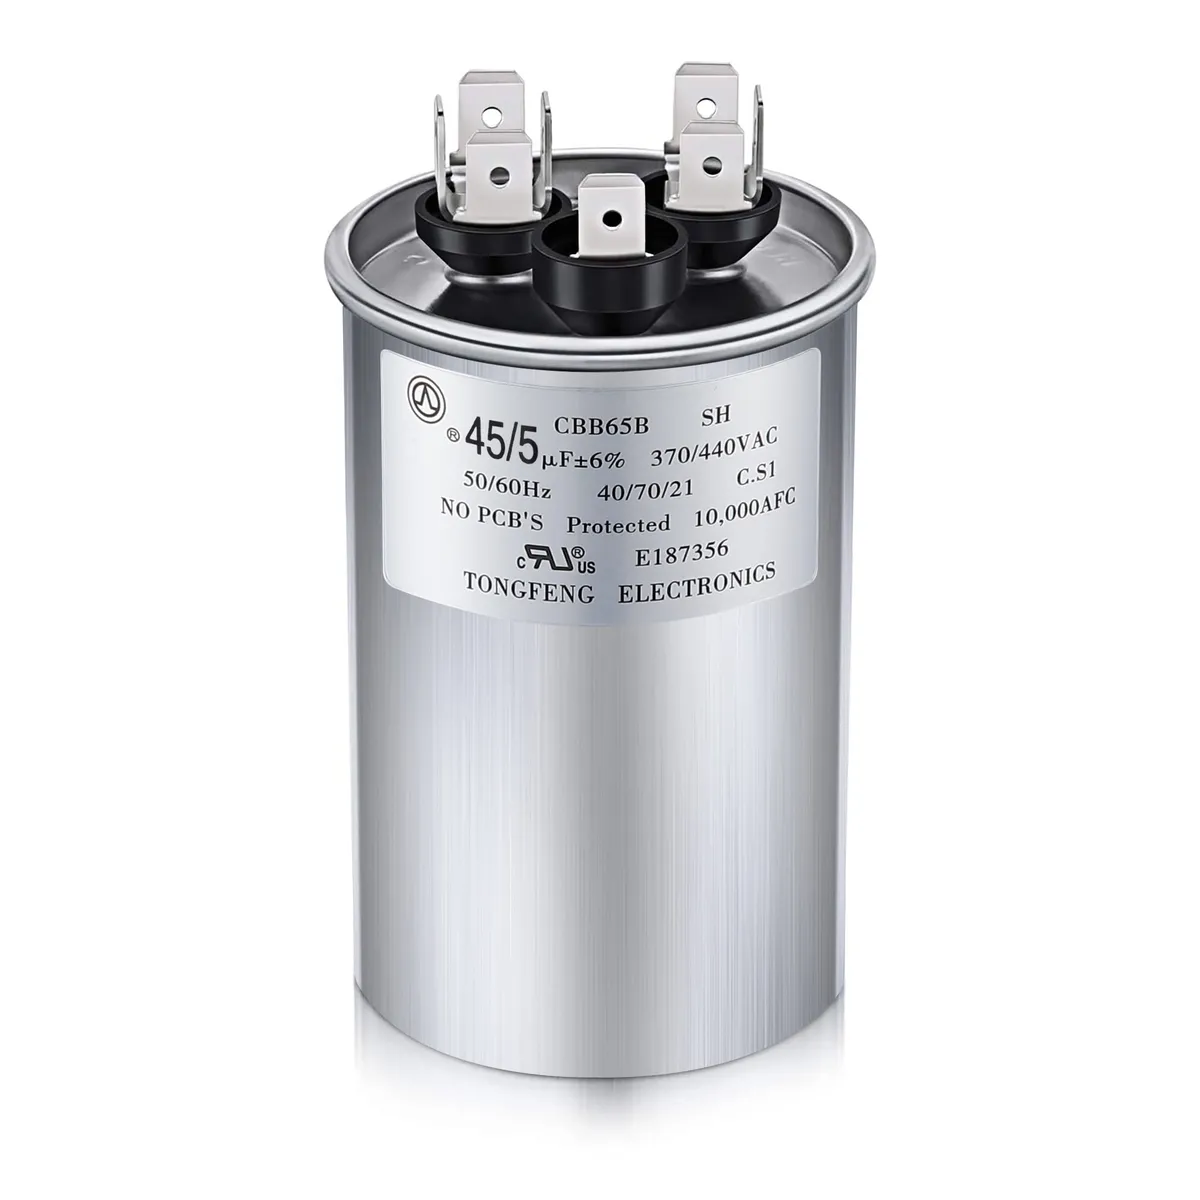 CBB65B SH
® 45/5 μF±6% 370/440VAC
50/60Hz 40/70/21 C.S1
NO PCB'S Protected 10,000AFC
c RU® US E187356
TONGFENG ELECTRONICS